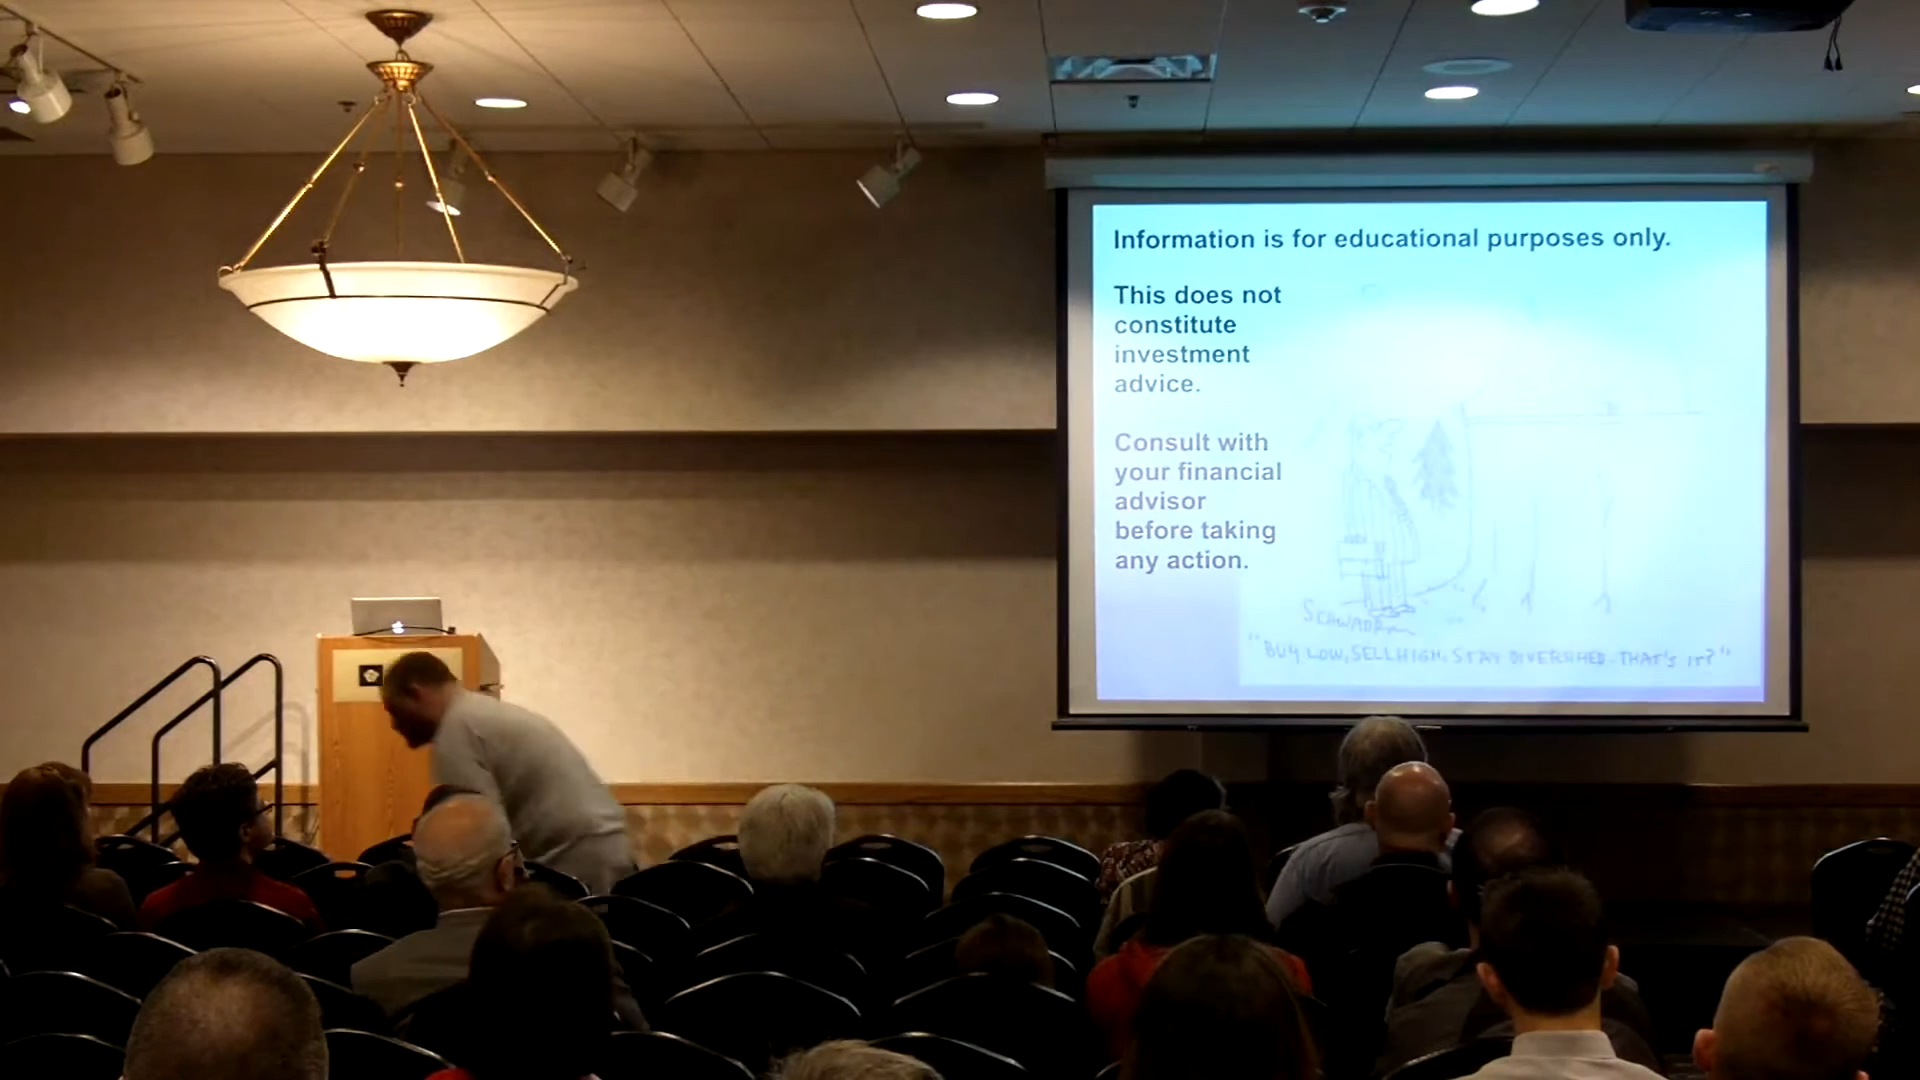 Information is for educational purposes only.
This does not
constitute
investment
advice.
Consult with
your financial
advisor
before taking
any action.
"BUY LOW, SELL HIGH, STAY DIVERSIFIED. THAT'S IT?"